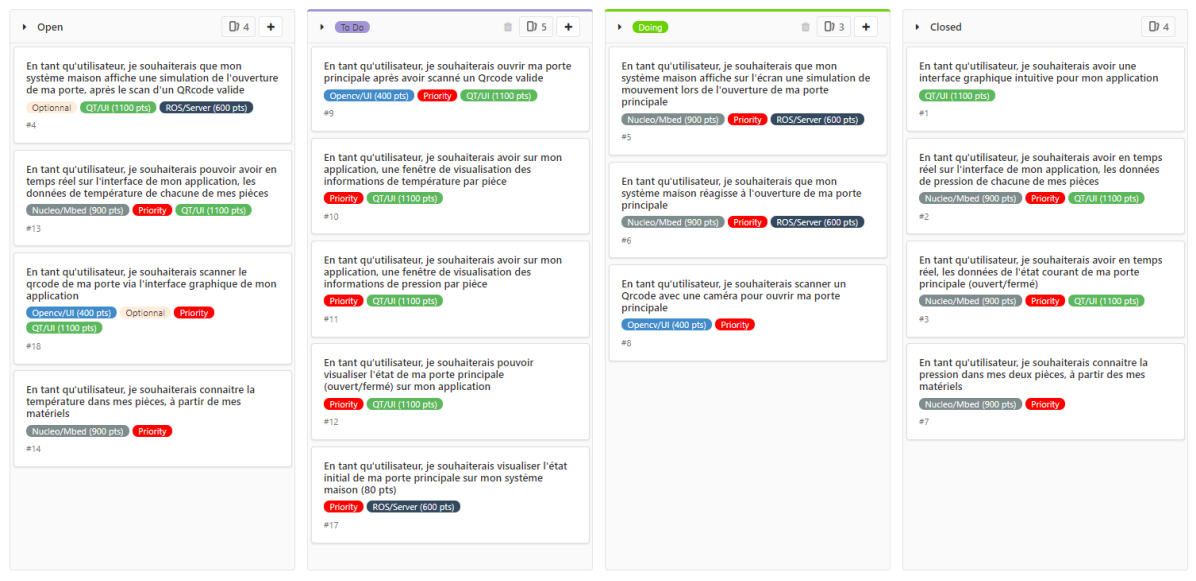 Open 4 +
En tant qu'utilisateur, je souhaiterais que mon
système maison affiche une simulation de l'ouverture
de ma porte, après le scan d'un QRcode valide
Optionnal QT/UI (1100 pts) ROS/Server (600 pts)
#4
En tant qu'utilisateur, je souhaiterais pouvoir avoir en
temps réel sur l'interface de mon application, les
données de température de chacune de mes pièces
Nucleo/Mbed (900 pts) Priority QT/UI (1100 pts)
#13
En tant qu'utilisateur, je souhaiterais scanner le
qrcode de ma porte via l'interface graphique de mon
application
Opencv/UI (400 pts) Optionnal Priority
QT/UI (1100 pts)
#18
En tant qu'utilisateur, je souhaiterais connaitre la
température dans mes pièces, à partir de mes
matériels
Nucleo/Mbed (900 pts) Priority
#14
To Do 5 +
En tant qu'utilisateur, je souhaiterais ouvrir ma porte
principale après avoir scanné un Qrcode valide
Opencv/UI (400 pts) Priority QT/UI (1100 pts)
#9
En tant qu'utilisateur, je souhaiterais avoir sur mon
application, une fenêtre de visualisation des
informations de température par pièce
Priority QT/UI (1100 pts)
#10
En tant qu'utilisateur, je souhaiterais avoir sur mon
application, une fenêtre de visualisation des
informations de pression par pièce
Priority QT/UI (1100 pts)
#11
En tant qu'utilisateur, je souhaiterais pouvoir
visualiser l'état de ma porte principale
(ouvert/fermé) sur mon application
Priority QT/UI (1100 pts)
#12
En tant qu'utilisateur, je souhaiterais visualiser l'état
initial de ma porte principale sur mon système
maison (80 pts)
Priority ROS/Server (600 pts)
#17
Doing 3 +
En tant qu'utilisateur, je souhaiterais que mon
système maison affiche sur l'écran une simulation de
mouvement lors de l'ouverture de ma porte
principale
Nucleo/Mbed (900 pts) Priority ROS/Server (600 pts)
#5
En tant qu'utilisateur, je souhaiterais que mon
système maison réagisse à l'ouverture de ma porte
principale
Nucleo/Mbed (900 pts) Priority ROS/Server (600 pts)
#6
En tant qu'utilisateur, je souhaiterais scanner un
Qrcode avec une caméra pour ouvrir ma porte
principale
Opencv/UI (400 pts) Priority
#8
Closed 4
En tant qu'utilisateur, je souhaiterais avoir une
interface graphique intuitive pour mon application
QT/UI (1100 pts)
#1
En tant qu'utilisateur, je souhaiterais avoir en temps
réel sur l'interface de mon application, les données
de pression de chacune de mes pièces
Nucleo/Mbed (900 pts) Priority QT/UI (1100 pts)
#2
En tant qu'utilisateur, je souhaiterais avoir en temps
réel, les données de l'état courant de ma porte
principale (ouvert/fermé)
Nucleo/Mbed (900 pts) Priority QT/UI (1100 pts)
#3
En tant qu'utilisateur, je souhaiterais connaitre la
pression dans mes deux pièces, à partir des mes
matériels
Nucleo/Mbed (900 pts) Priority
#7